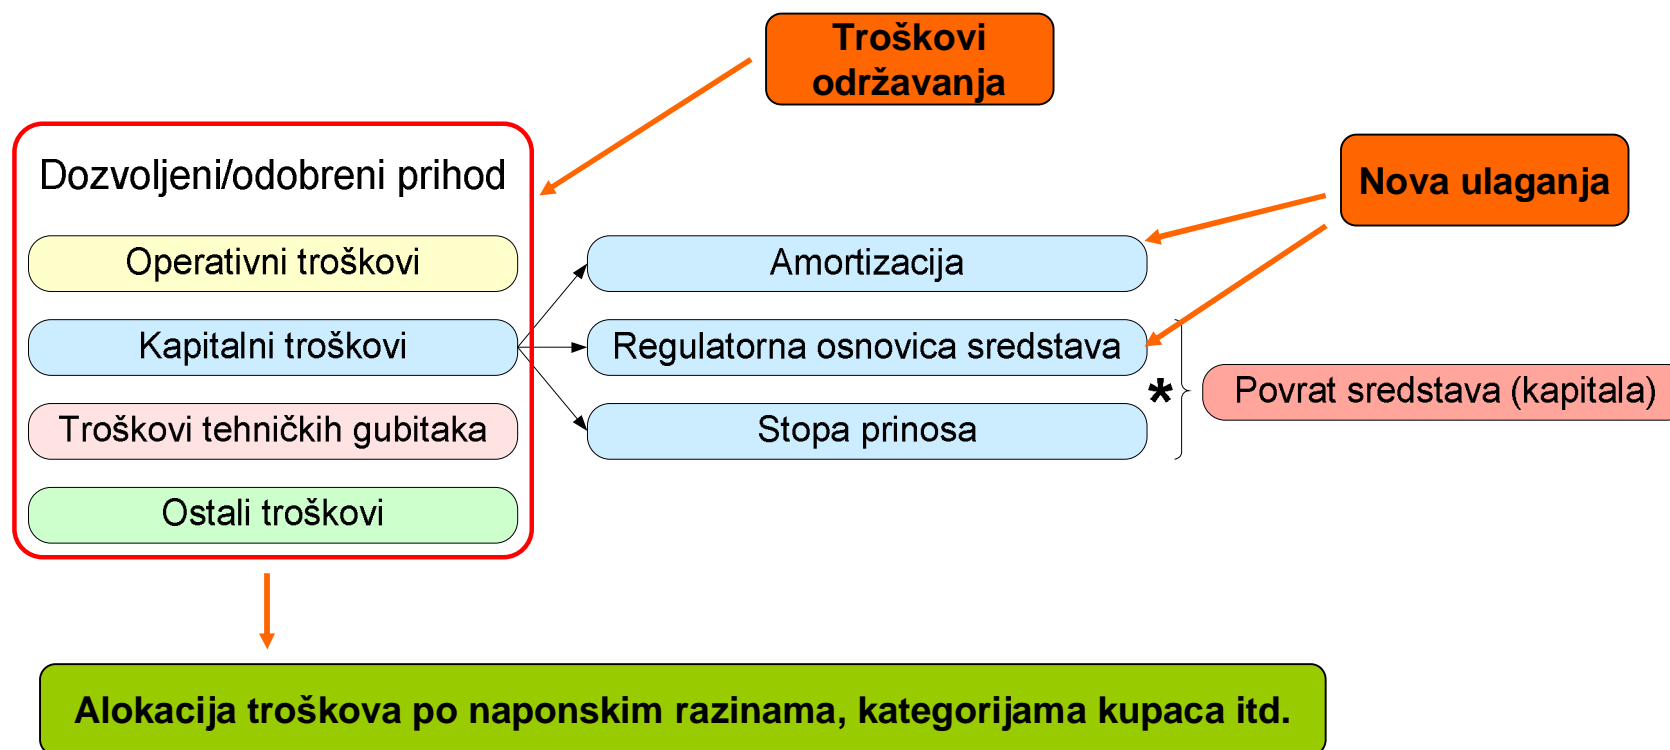 Troškovi
održavanja
Dozvoljeni/odobreni prihod
Nova ulaganja
Operativni troškovi
Amortizacija
Kapitalni troškovi
Regulatorna osnovica sredstava
*
Povrat sredstava (kapitala)
Troškovi tehničkih gubitaka
Stopa prinosa
Ostali troškovi
Alokacija troškova po naponskim razinama, kategorijama kupaca itd.